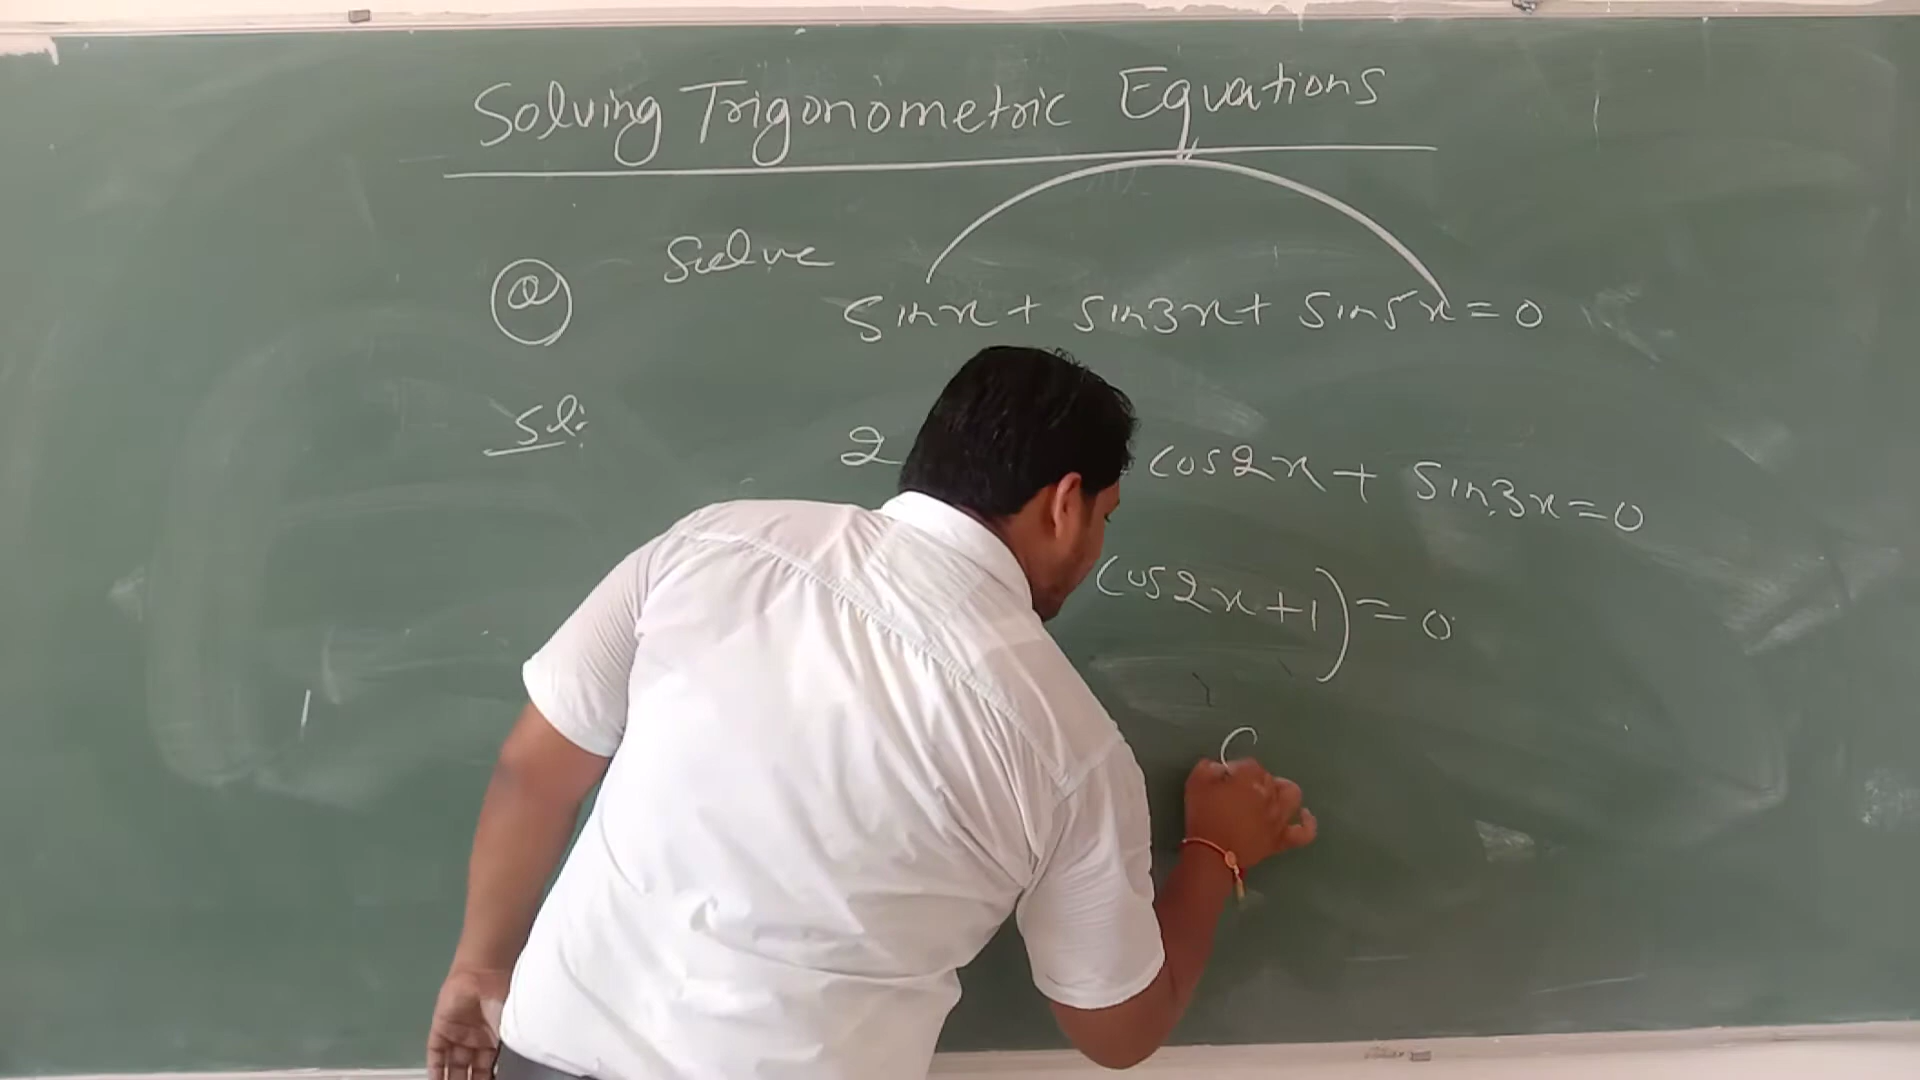 Solving Trigonometric Equations
Q Solve
sinx + sin3x + sin5x = 0
Sol:
2 cos2x + sin3x = 0
cos2x + 1) = 0